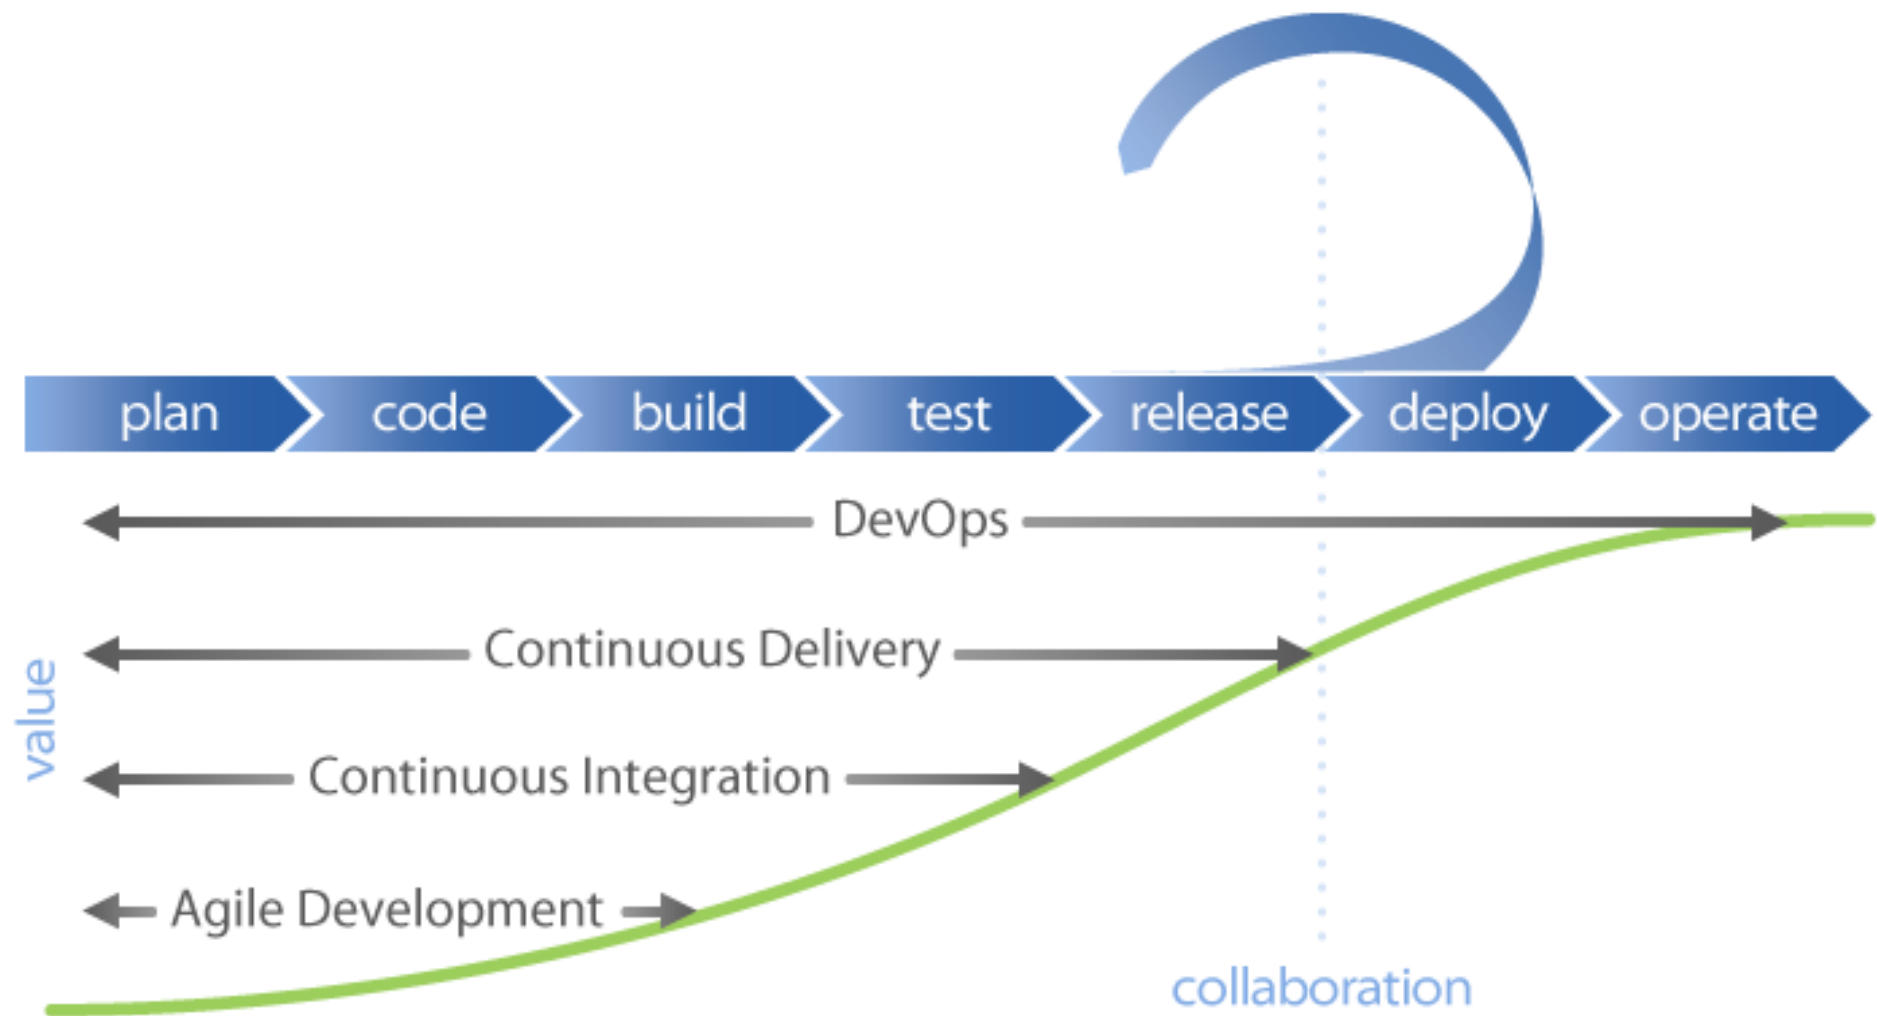 plan
code
build
test
release
deploy
operate
DevOps
Continuous Delivery
value
Continuous Integration
Agile Development
collaboration